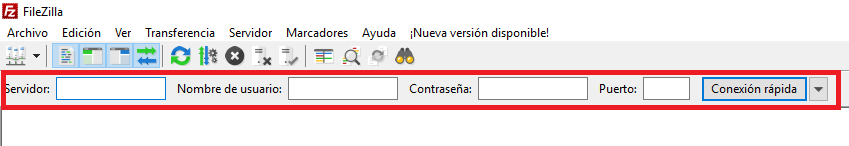 FileZilla
Archivo Edición Ver Transferencia Servidor Marcadores Ayuda ¡Nueva versión disponible!
Servidor: Nombre de usuario: Contraseña: Puerto: Conexión rápida